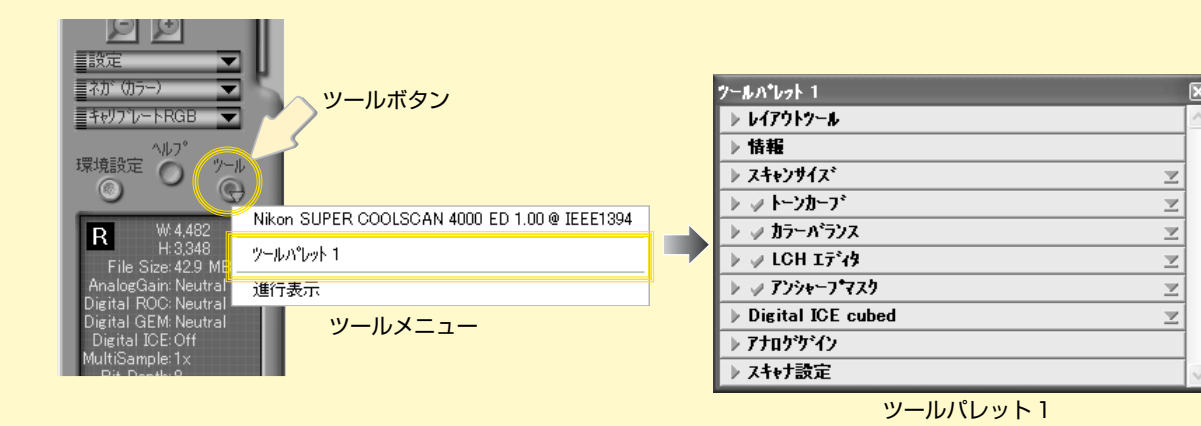 設定
ネガ (カラー)
キャリブレートRGB
ツールボタン
ヘルプ
環境設定
ツール
R
W:4,482
H:3,348
File Size:42.9 MB
AnalogGain:Neutral
Digital ROC:Neutral
Digital GEM:Neutral
Digital ICE:Off
MultiSample:1x
Nikon SUPER COOLSCAN 4000 ED 1.00 @ IEEE1394
ツールパレット 1
進行表示
ツールメニュー
ツールパレット 1
レイアウトツール
情報
スキャンサイズ
トーンカーブ
カラーバランス
LCH エディタ
アンシャープマスク
Digital ICE cubed
アナログゲイン
スキャナ設定
ツールパレット 1